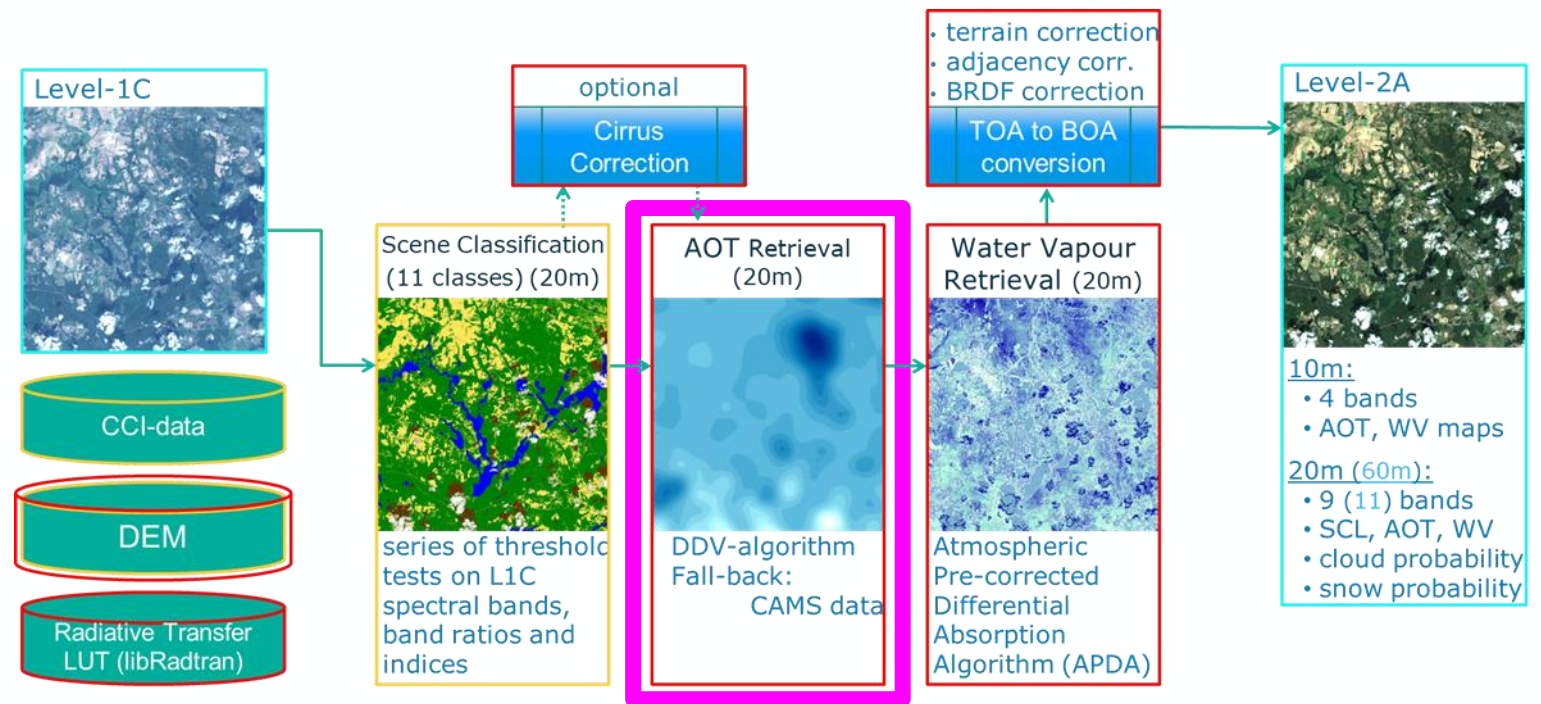 Level-1C
CCI-data
DEM
Radiative Transfer
LUT (libRadtran)
optional
Cirrus
Correction
Scene Classification
(11 classes) (20m)
series of threshold
tests on L1C
spectral bands,
band ratios and
indices
AOT Retrieval
(20m)
DDV-algorithm
Fall-back:
CAMS data
• terrain correction
• adjacency corr.
• BRDF correction
TOA to BOA
conversion
Water Vapour
Retrieval (20m)
Atmospheric
Pre-corrected
Differential
Absorption
Algorithm (APDA)
Level-2A
10m:
• 4 bands
• AOT, WV maps
20m (60m):
• 9 (11) bands
• SCL, AOT, WV
• cloud probability
• snow probability